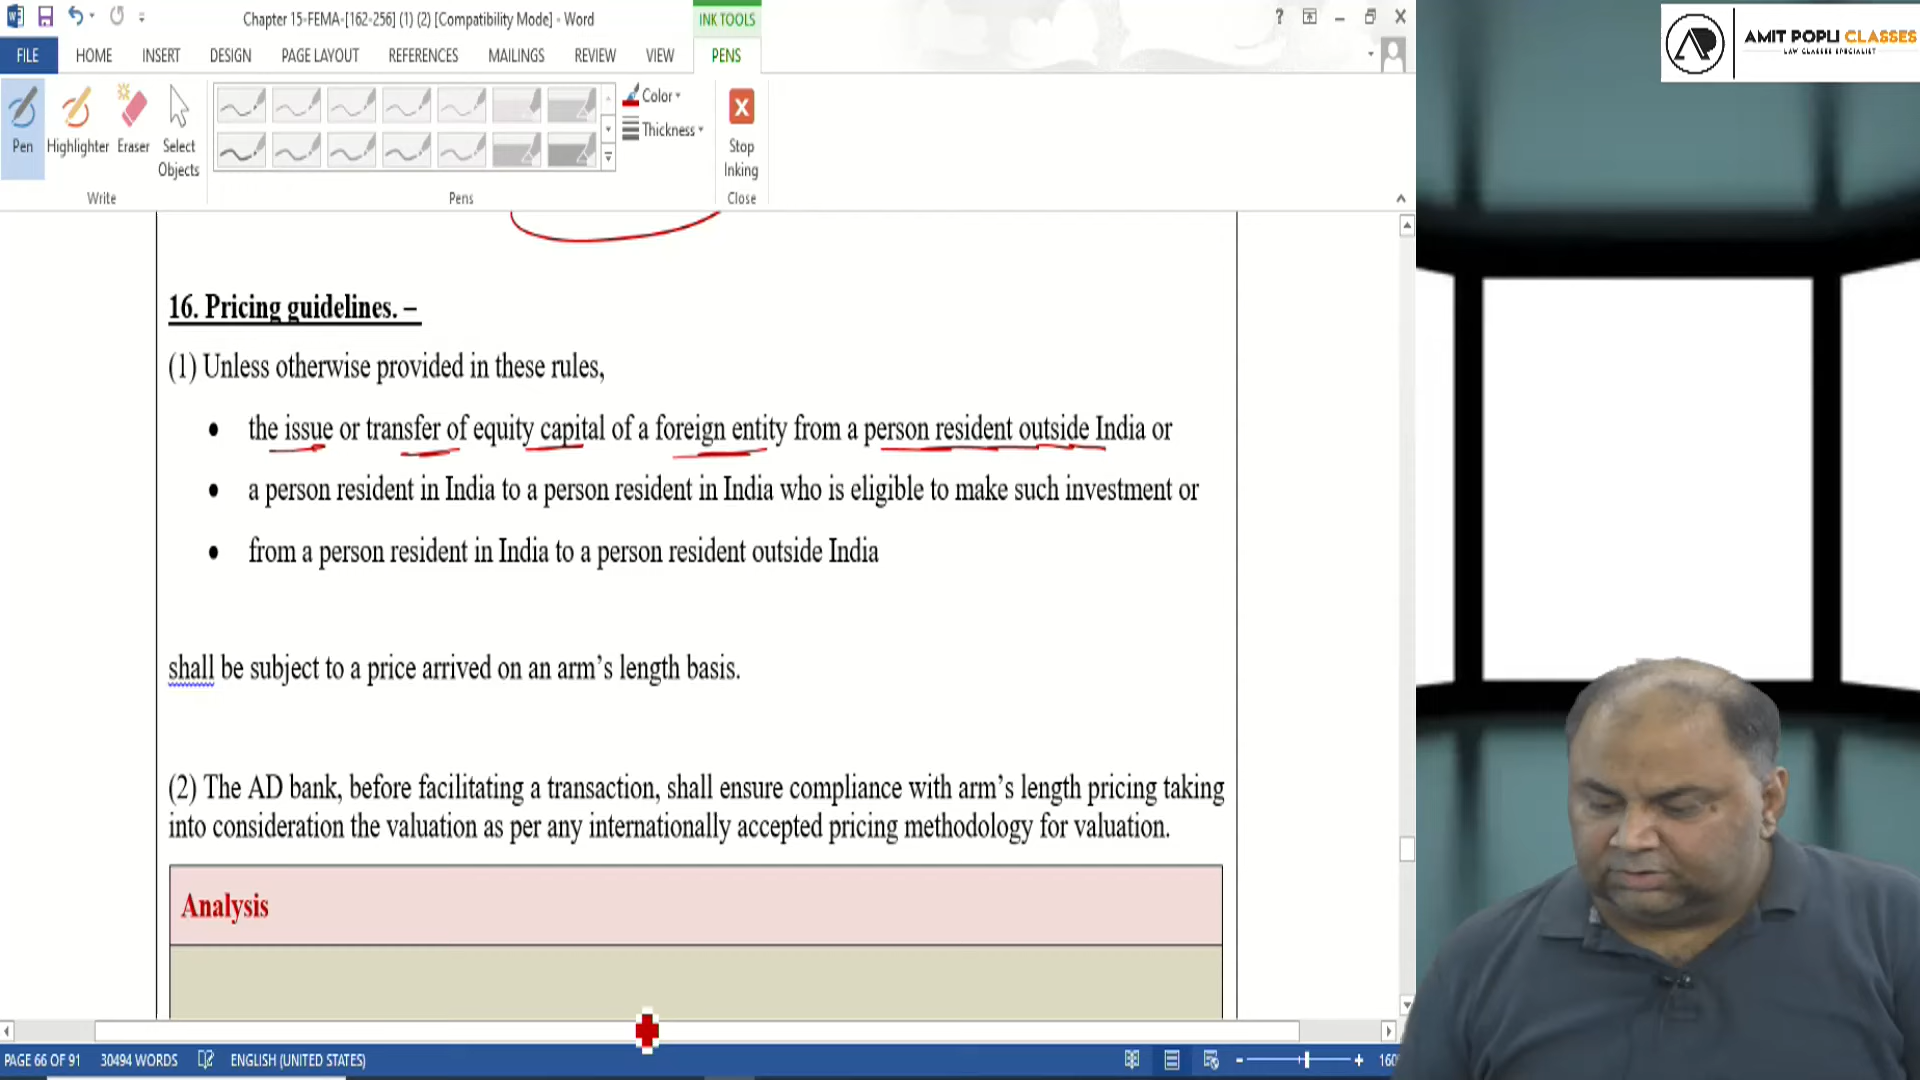 Chapter 15-FEMA-[162-256] (1) (2) [Compatibility Mode] - Word
INK TOOLS
?
FILE
HOME
INSERT
DESIGN
PAGE LAYOUT
REFERENCES
MAILINGS
REVIEW
VIEW
PENS
AMIT POPLI CLASSES
LAW CLASSES SPECIALIST
Pen
Highlighter
Eraser
Select
Objects
Color
Thickness
Stop
Inking
Write
Pens
Close
16. Pricing guidelines. –
(1) Unless otherwise provided in these rules,
• the issue or transfer of equity capital of a foreign entity from a person resident outside India or
• a person resident in India to a person resident in India who is eligible to make such investment or
• from a person resident in India to a person resident outside India
shall be subject to a price arrived on an arm’s length basis.
(2) The AD bank, before facilitating a transaction, shall ensure compliance with arm’s length pricing taking
into consideration the valuation as per any internationally accepted pricing methodology for valuation.
Analysis
PAGE 66 OF 91
30494 WORDS
ENGLISH (UNITED STATES)
160